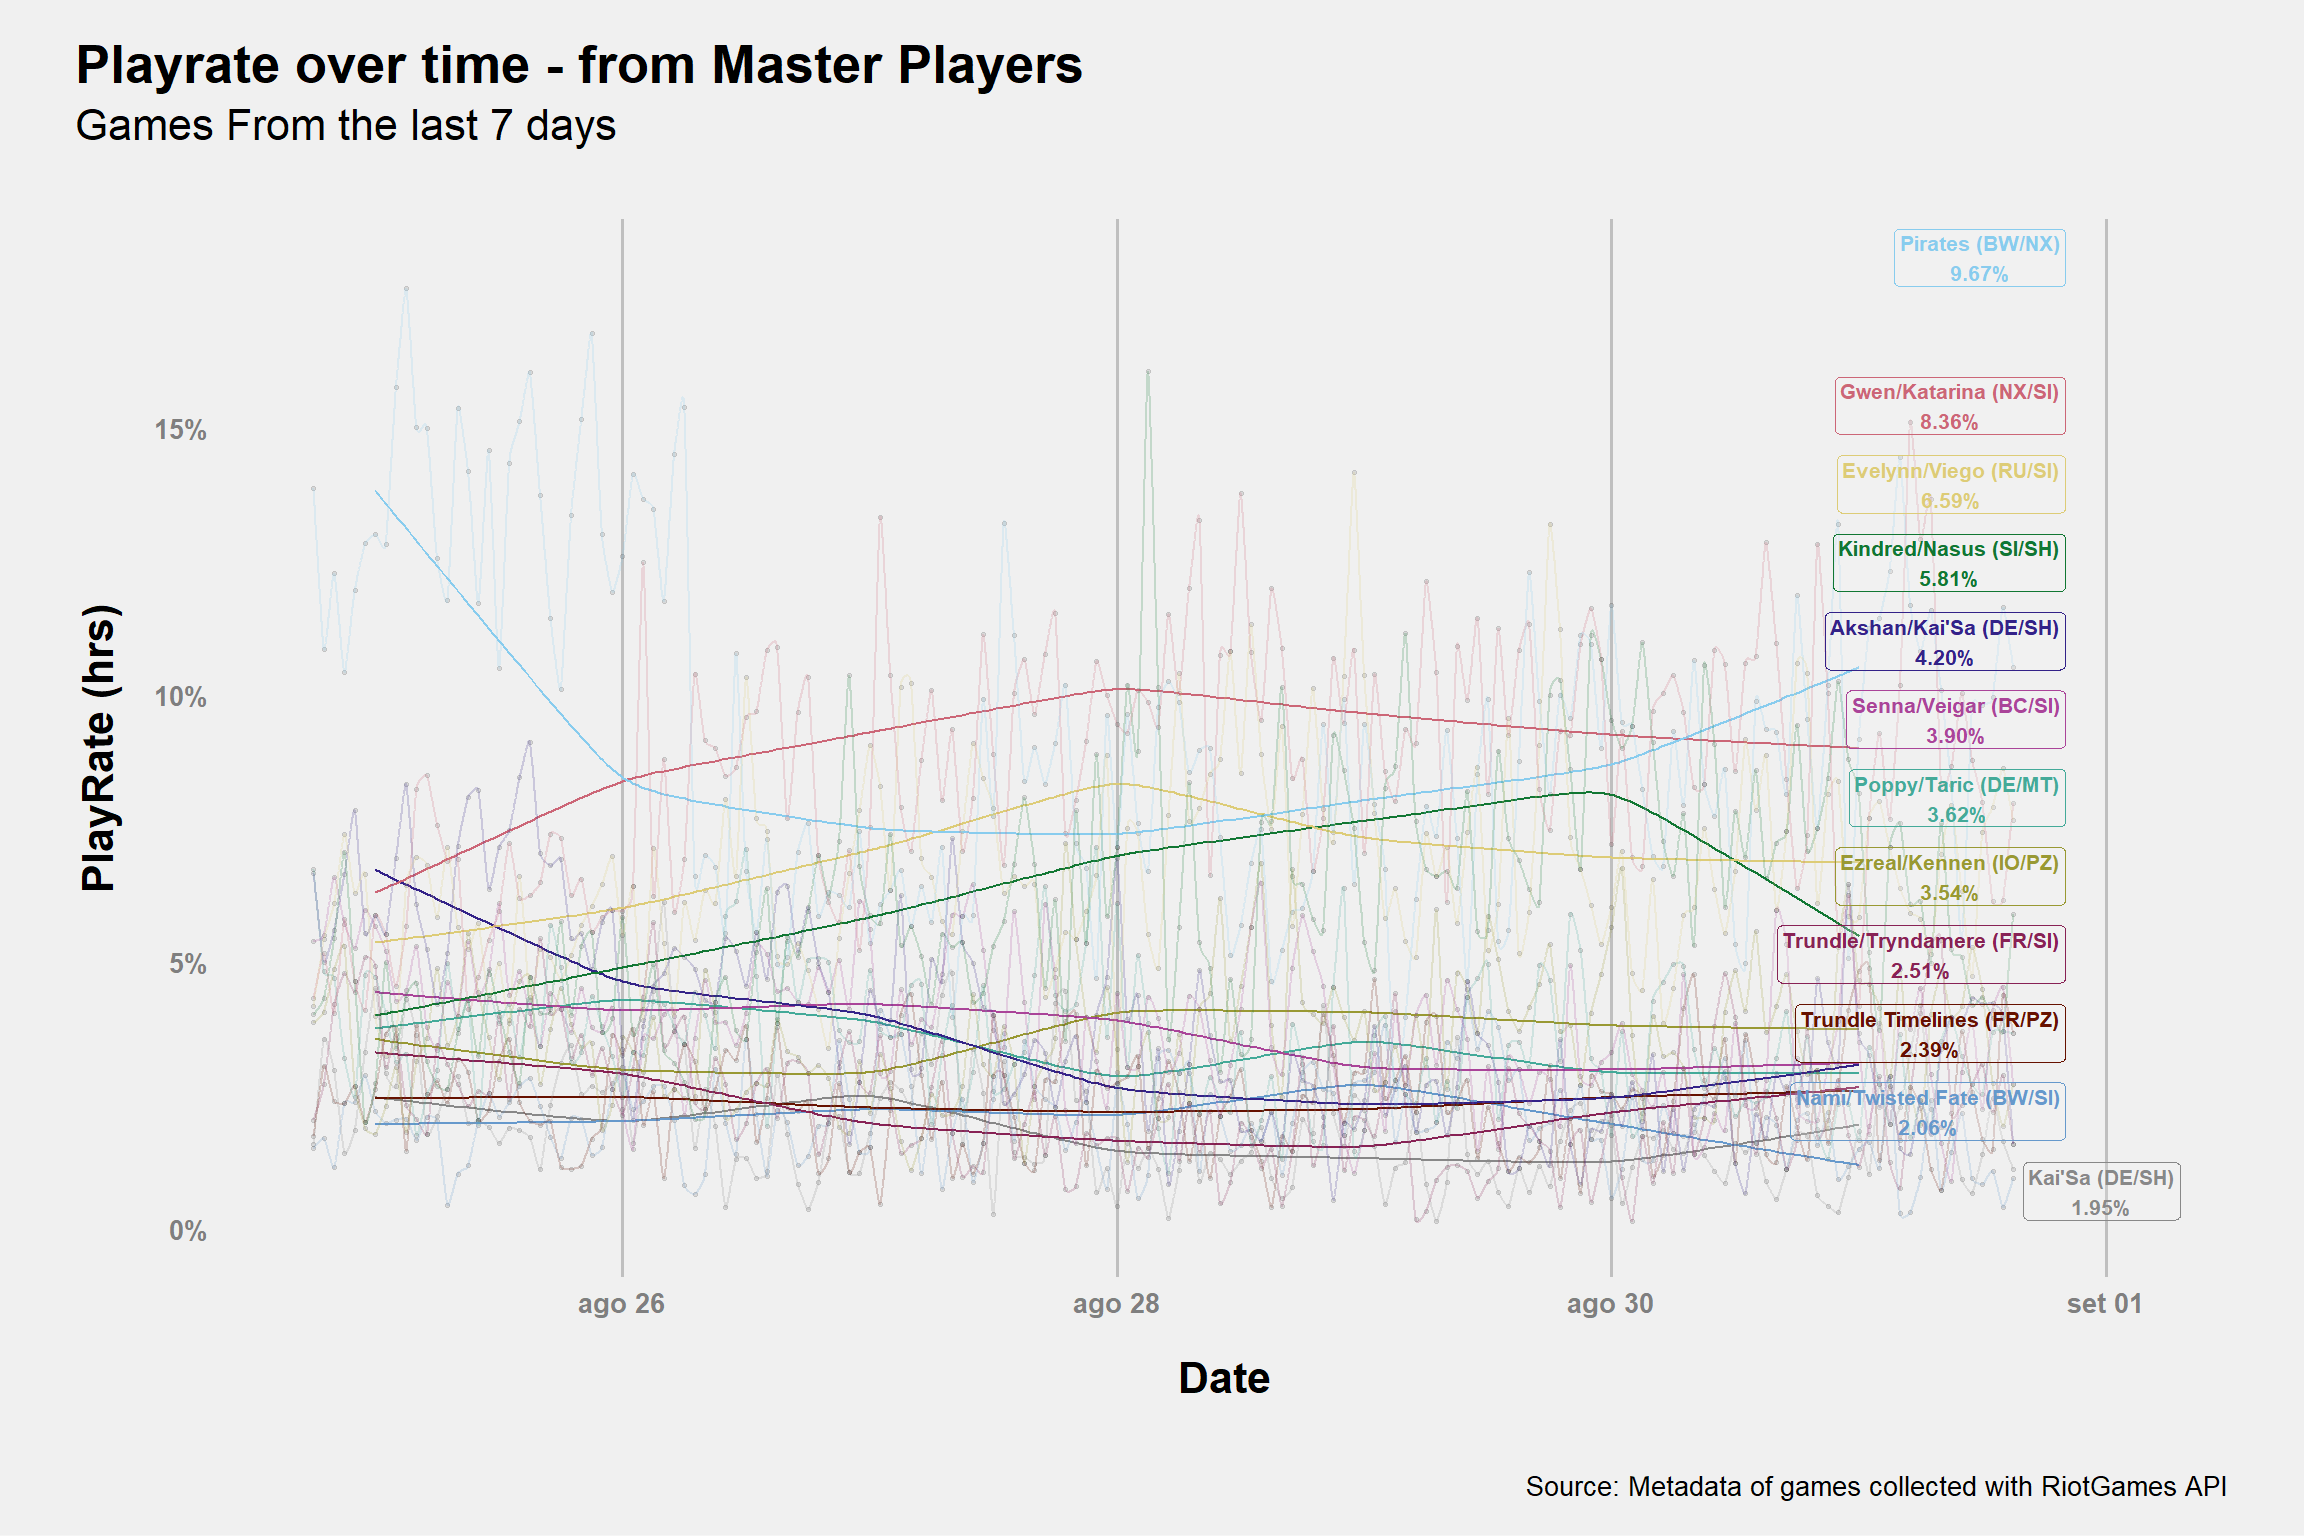 Playrate over time - from Master Players
Games From the last 7 days
Pirates (BW/NX)
9.67%
Gwen/Katarina (NX/SI)
8.36%
Evelynn/Viego (RU/SI)
6.59%
Kindred/Nasus (SI/SH)
5.81%
Akshan/Kai'Sa (DE/SH)
4.20%
Senna/Veigar (BC/SI)
3.90%
Poppy/Taric (DE/MT)
3.62%
Ezreal/Kennen (IO/PZ)
3.54%
Trundle/Tryndamere (FR/SI)
2.51%
Trundle Timelines (FR/PZ)
2.39%
Nami/Twisted Fate (BW/SI)
2.06%
Kai'Sa (DE/SH)
1.95%
15%
10%
5%
0%
PlayRate (hrs)
ago 26
ago 28
ago 30
set 01
Date
Source: Metadata of games collected with RiotGames API